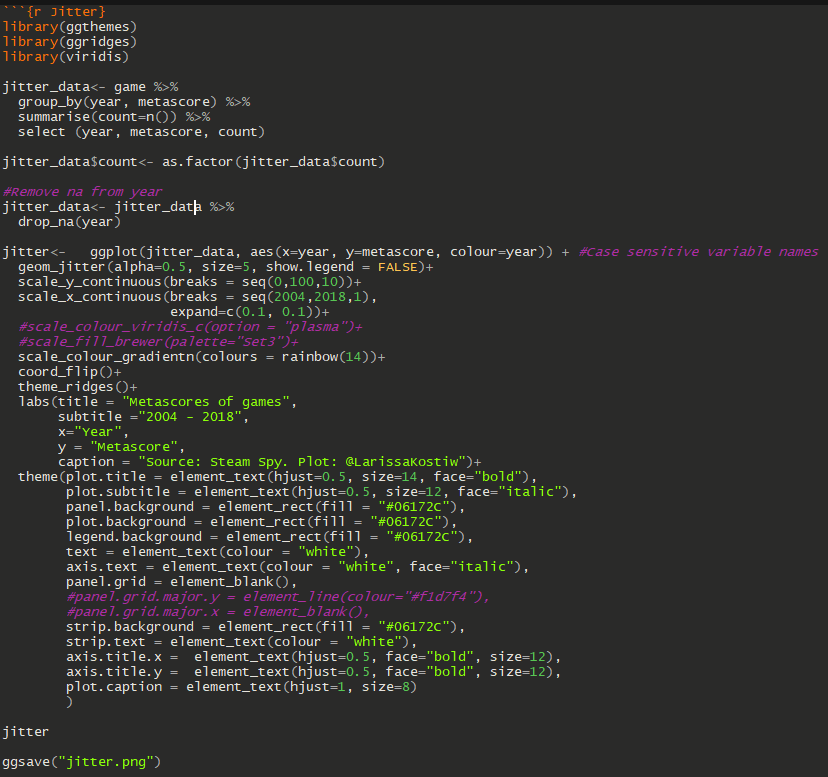 ```{r Jitter}
library(ggthemes)
library(ggridges)
library(viridis)

jitter_data<- game %>%
  group_by(year, metascore) %>%
  summarise(count=n()) %>%
  select (year, metascore, count)

jitter_data$count<- as.factor(jitter_data$count)

#Remove na from year
jitter_data<- jitter_data %>%
  drop_na(year)

jitter<-   ggplot(jitter_data, aes(x=year, y=metascore, colour=year)) + #Case sensitive variable names
  geom_jitter(alpha=0.5, size=5, show.legend = FALSE)+
  scale_y_continuous(breaks = seq(0,100,10))+
  scale_x_continuous(breaks = seq(2004,2018,1),
                     expand=c(0.1, 0.1))+
  #scale_colour_viridis_c(option = "plasma")+
  #scale_fill_brewer(palette="Set3")+
  scale_colour_gradientn(colours = rainbow(14))+
  coord_flip()+
  theme_ridges()+
  labs(title = "Metascores of games",
       subtitle ="2004 - 2018",
       x="Year",
       y = "Metascore",
       caption = "Source: Steam Spy. Plot: @LarissaKostiw")+
  theme(plot.title = element_text(hjust=0.5, size=14, face="bold"),
        plot.subtitle = element_text(hjust=0.5, size=12, face="italic"),
        panel.background = element_rect(fill = "#06172C"),
        plot.background = element_rect(fill = "#06172C"),
        legend.background = element_rect(fill = "#06172C"),
        text = element_text(colour = "white"),
        axis.text = element_text(colour = "white", face="italic"),
        panel.grid = element_blank(),
        #panel.grid.major.y = element_line(colour="#f1d7f4"),
        #panel.grid.major.x = element_blank(),
        strip.background = element_rect(fill = "#06172C"),
        strip.text = element_text(colour = "white"),
        axis.title.x =  element_text(hjust=0.5, face="bold", size=12),
        axis.title.y =  element_text(hjust=0.5, face="bold", size=12),
        plot.caption = element_text(hjust=1, size=8)
        )

jitter

ggsave("jitter.png")